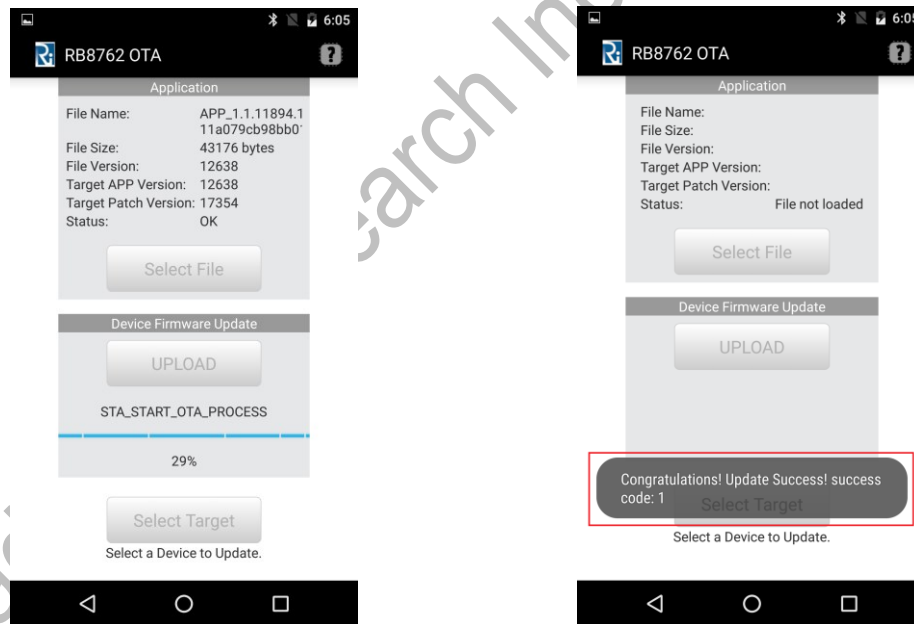 6:05
RB8762 OTA
Application
File Name: APP_1.1.11894.1
11a079cb98bb0
File Size: 43176 bytes
File Version: 12638
Target APP Version: 12638
Target Patch Version: 17354
Status: OK
Select File
Device Firmware Update
UPLOAD
STA_START_OTA_PROCESS
29%
Select Target
Select a Device to Update.
6:05
RB8762 OTA
Application
File Name:
File Size:
File Version:
Target APP Version:
Target Patch Version:
Status: File not loaded
Select File
Device Firmware Update
UPLOAD
Congratulations! Update Success! success
code: 1
Select Target
Select a Device to Update.